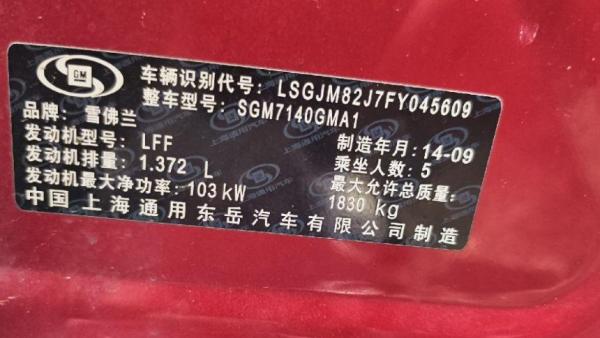 GM
车辆识别代号: LSGJM82J7FY045609
整车型号: SGM7140GMA1
品牌: 雪佛兰
发动机型号: LFF
制造年月: 14-09
发动机排量: 1.372 L
乘坐人数: 5
发动机最大净功率: 103 kW
最大允许总质量:
1830 kg
中国 上海通用东岳汽车有限公司制造